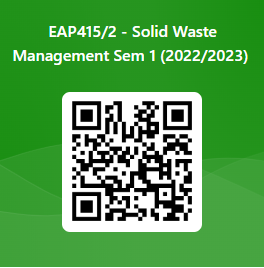 EAP415/2 - Solid Waste
Management Sem 1 (2022/2023)